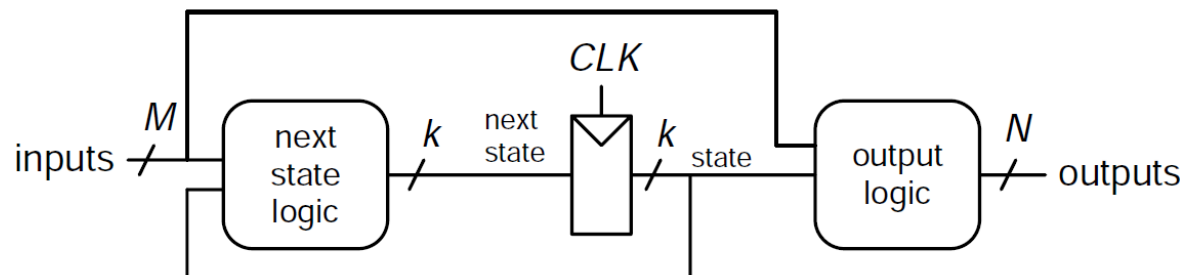 CLK
M
next
state
logic
k
next
state
k
state
output
logic
N
inputs
outputs